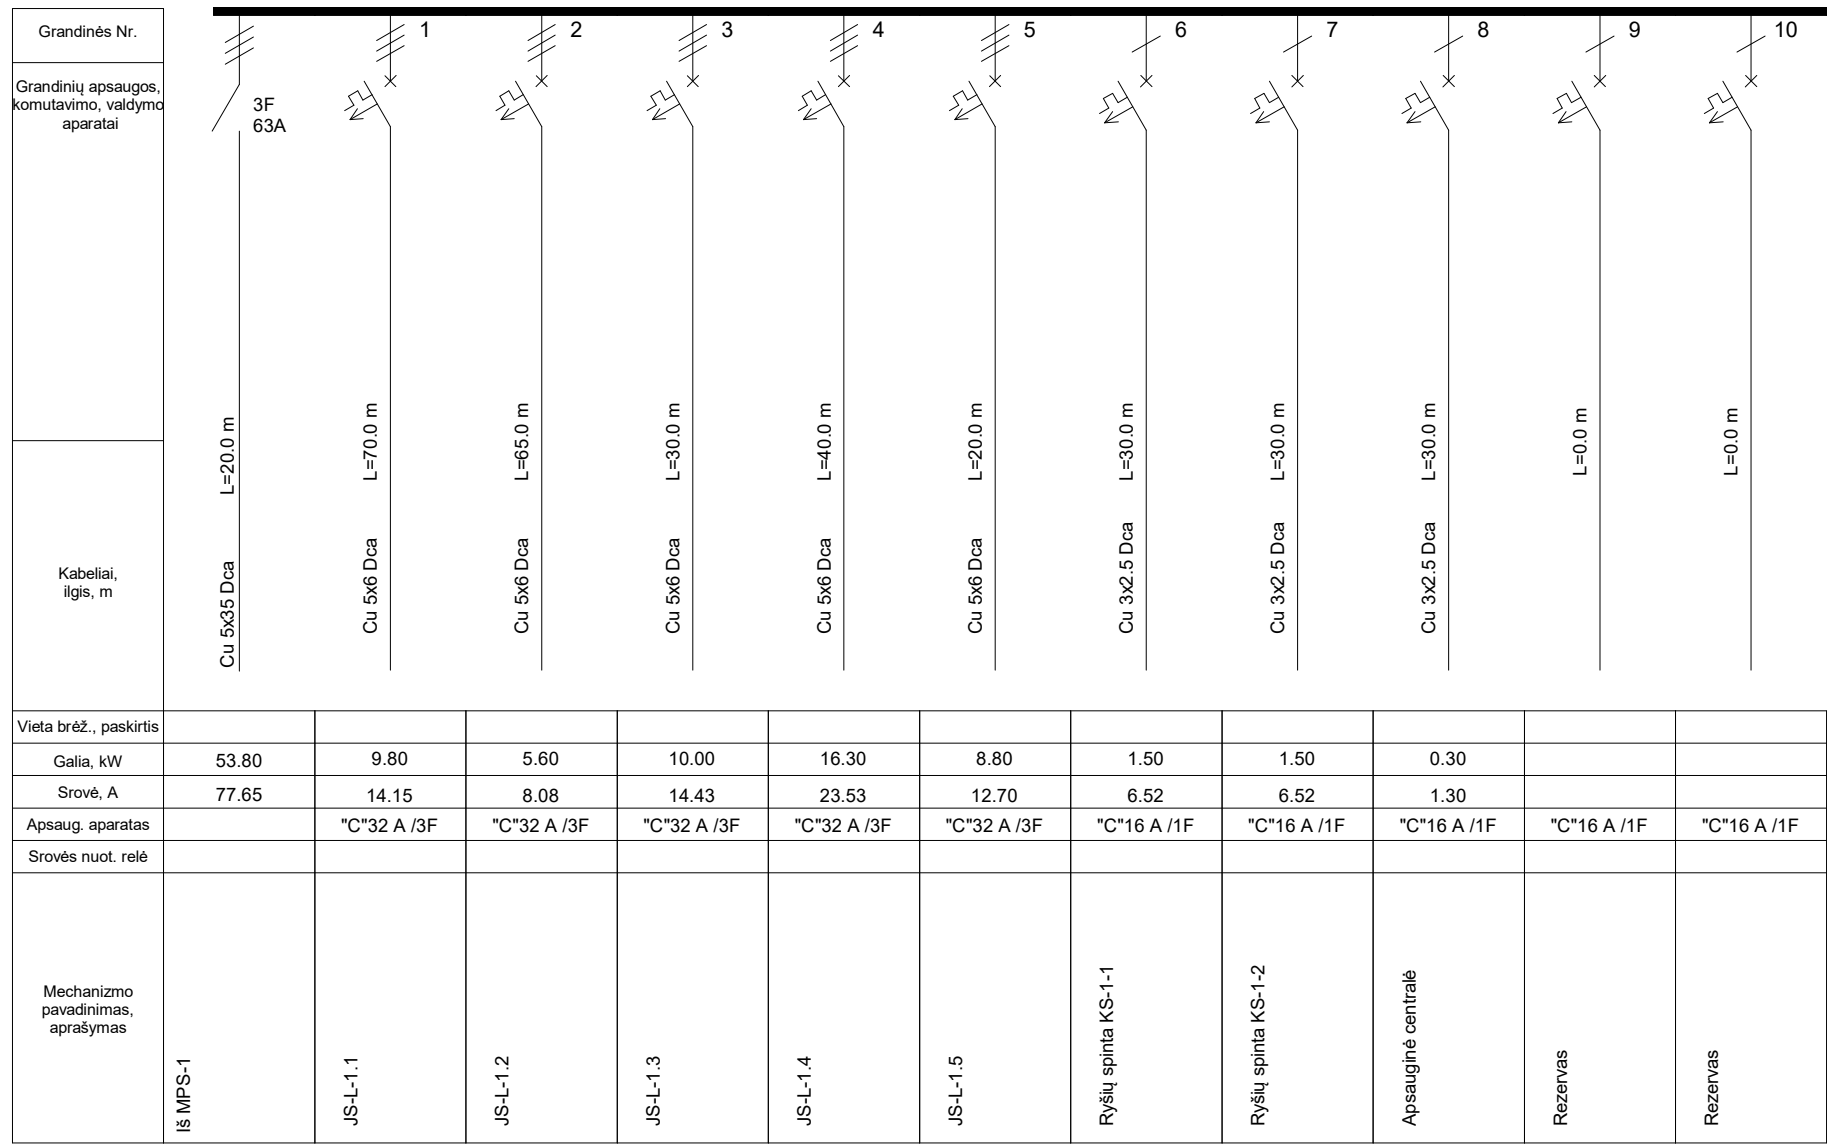 Grandinės Nr.
1
2
3
4
5
6
7
8
9
10
Grandinių apsaugos,
komutavimo, valdymo
aparatai
3F
63A
L=20.0 m
L=70.0 m
L=65.0 m
L=30.0 m
L=40.0 m
L=20.0 m
L=30.0 m
L=30.0 m
L=30.0 m
L=0.0 m
L=0.0 m
Kabeliai,
ilgis, m
Cu 5x35 Dca
Cu 5x6 Dca
Cu 5x6 Dca
Cu 5x6 Dca
Cu 5x6 Dca
Cu 5x6 Dca
Cu 3x2.5 Dca
Cu 3x2.5 Dca
Cu 3x2.5 Dca
Vieta brėž., paskirtis
Galia, kW 53.80 9.80 5.60 10.00 16.30 8.80 1.50 1.50 0.30
Srovė, A 77.65 14.15 8.08 14.43 23.53 12.70 6.52 6.52 1.30
Apsaug. aparatas "C"32 A /3F "C"32 A /3F "C"32 A /3F "C"32 A /3F "C"32 A /3F "C"16 A /1F "C"16 A /1F "C"16 A /1F "C"16 A /1F "C"16 A /1F
Srovės nuot. relė
Mechanizmo
pavadinimas,
aprašymas
Iš MPS-1
JS-L-1.1
JS-L-1.2
JS-L-1.3
JS-L-1.4
JS-L-1.5
Ryšių spinta KS-1-1
Ryšių spinta KS-1-2
Apsauginė centralė
Rezervas
Rezervas